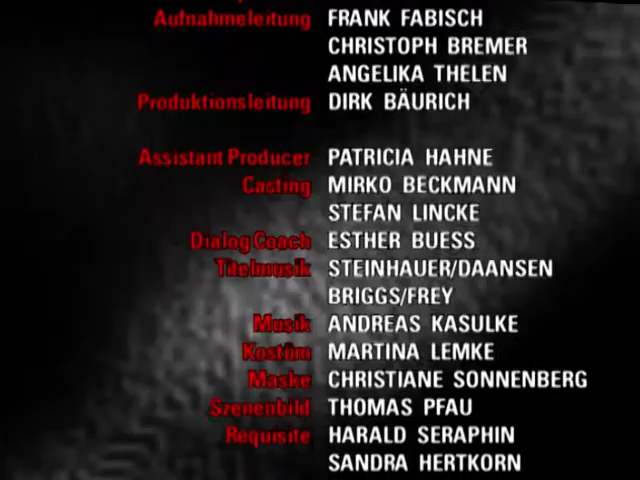 Aufnahmeleitung FRANK FABISCH
CHRISTOPH BREMER
ANGELIKA THELEN
Produktionsleitung DIRK BÄURICH
Assistant Producer PATRICIA HAHNE
Casting MIRKO BECKMANN
STEFAN LINCKE
Dialog Coach ESTHER BUESS
Titelmusik STEINHAUER/DAANSEN
BRIGGS/FREY
Musik ANDREAS KASULKE
Kostüm MARTINA LEMKE
Maske CHRISTIANE SONNENBERG
Szenenbild THOMAS PFAU
Requisite HARALD SERAPHIN
SANDRA HERTKORN